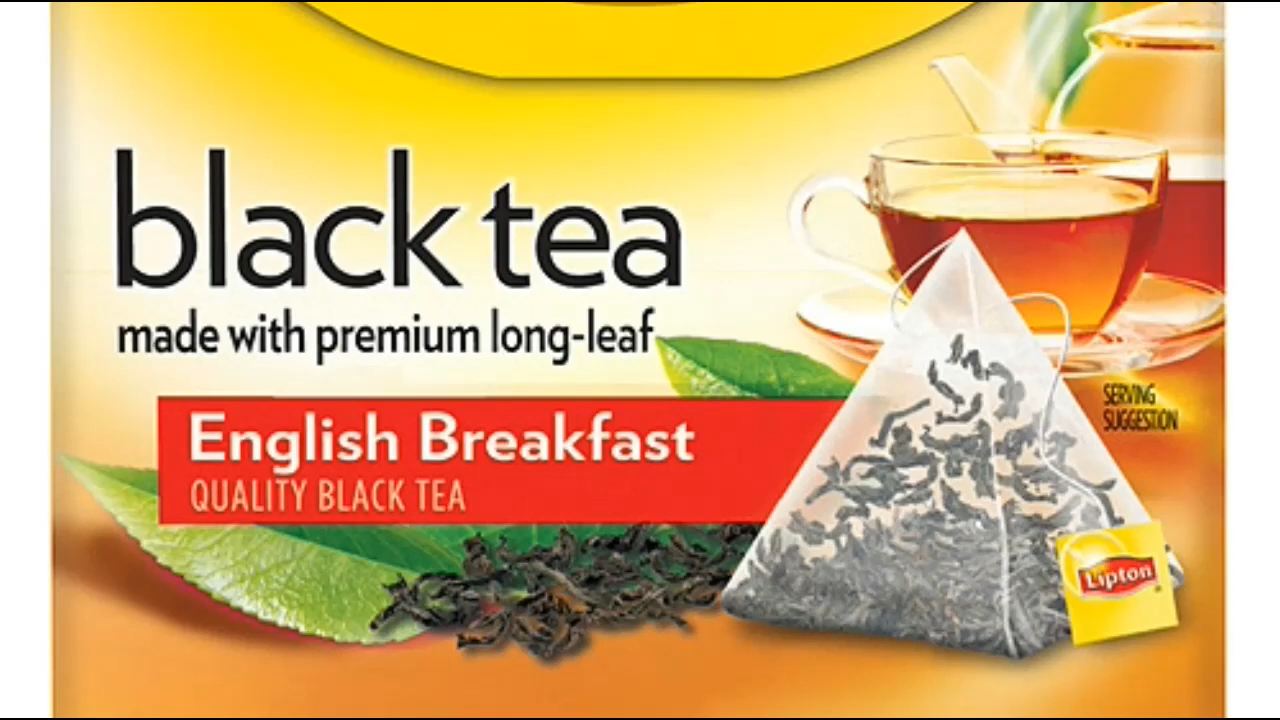 black tea
made with premium long-leaf
English Breakfast
QUALITY BLACK TEA
SERVING
SUGGESTION
Lipton